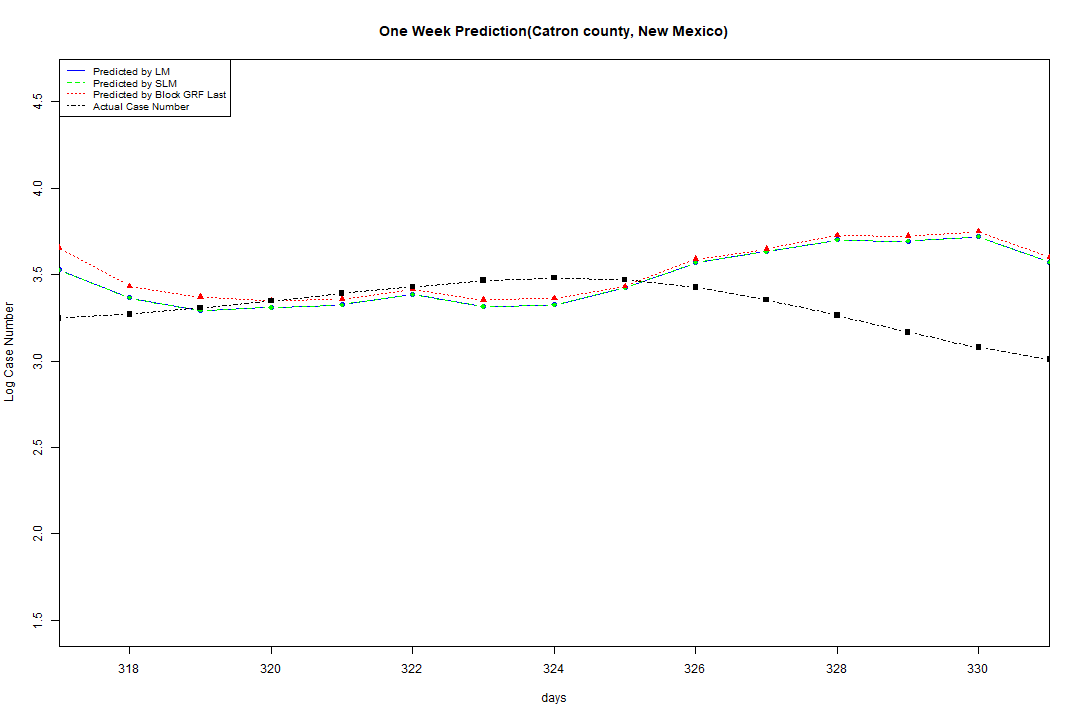 One Week Prediction(Catron county, New Mexico)
Predicted by LM
Predicted by SLM
Predicted by Block GRF Last
Actual Case Number
4.5
4.0
3.5
3.0
2.5
2.0
1.5
Log Case Number
318 320 322 324 326 328 330
days